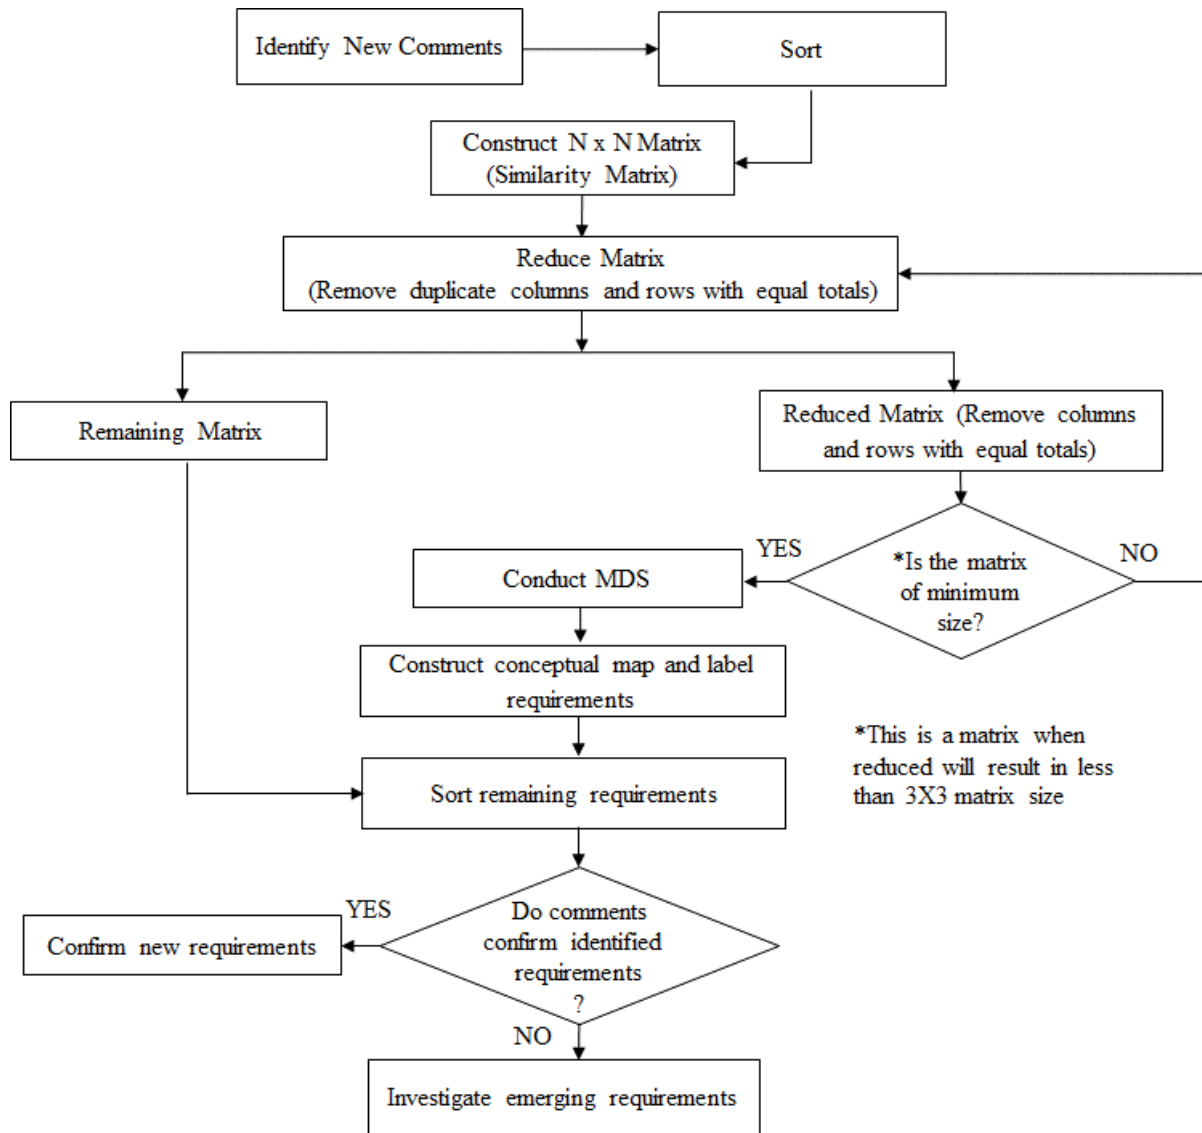 Identify New Comments
Sort
Construct N x N Matrix
(Similarity Matrix)
Reduce Matrix
(Remove duplicate columns and rows with equal totals)
Remaining Matrix
Reduced Matrix (Remove columns
and rows with equal totals)
YES
*Is the matrix
of minimum
size?
NO
Conduct MDS
Construct conceptual map and label
requirements
*This is a matrix when
reduced will result in less
than 3X3 matrix size
Sort remaining requirements
YES
Do comments
confirm identified
requirements
?
Confirm new requirements
NO
Investigate emerging requirements